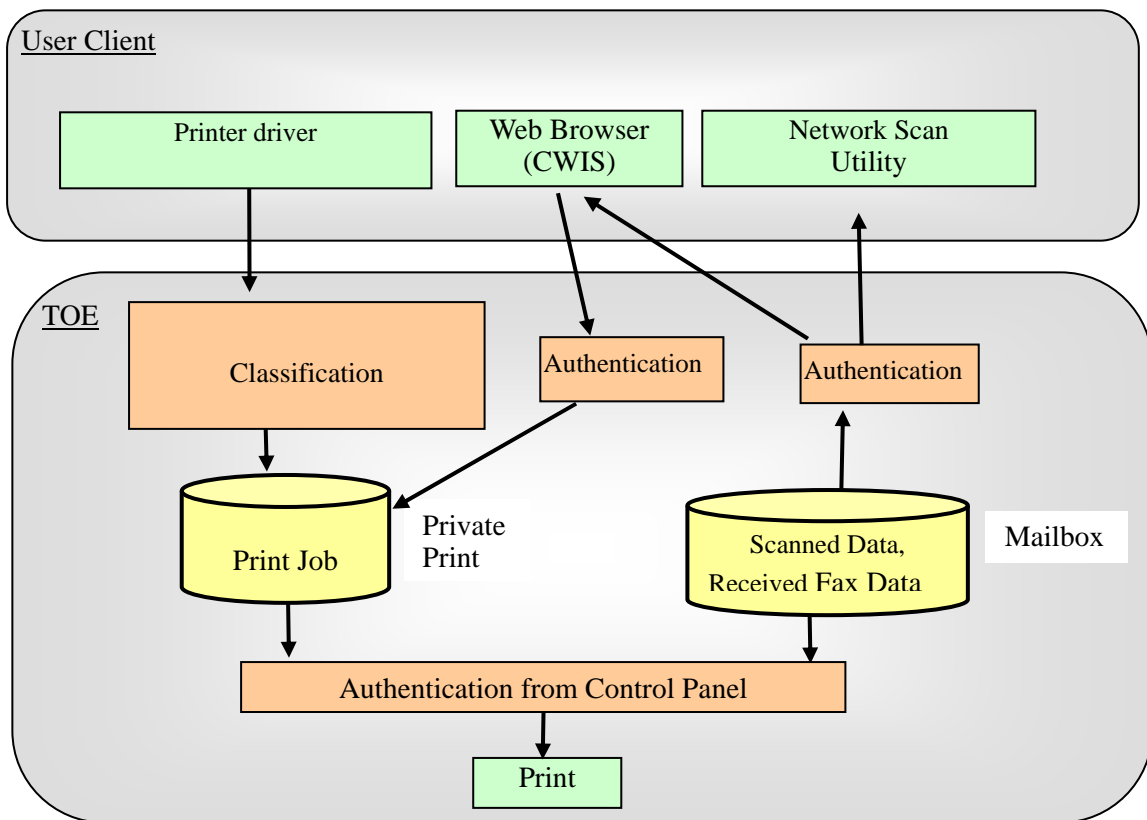 User Client
Printer driver
Web Browser
(CWIS)
Network Scan
Utility
TOE
Classification
Authentication
Authentication
Print Job
Private
Print
Scanned Data,
Received Fax Data
Mailbox
Authentication from Control Panel
Print